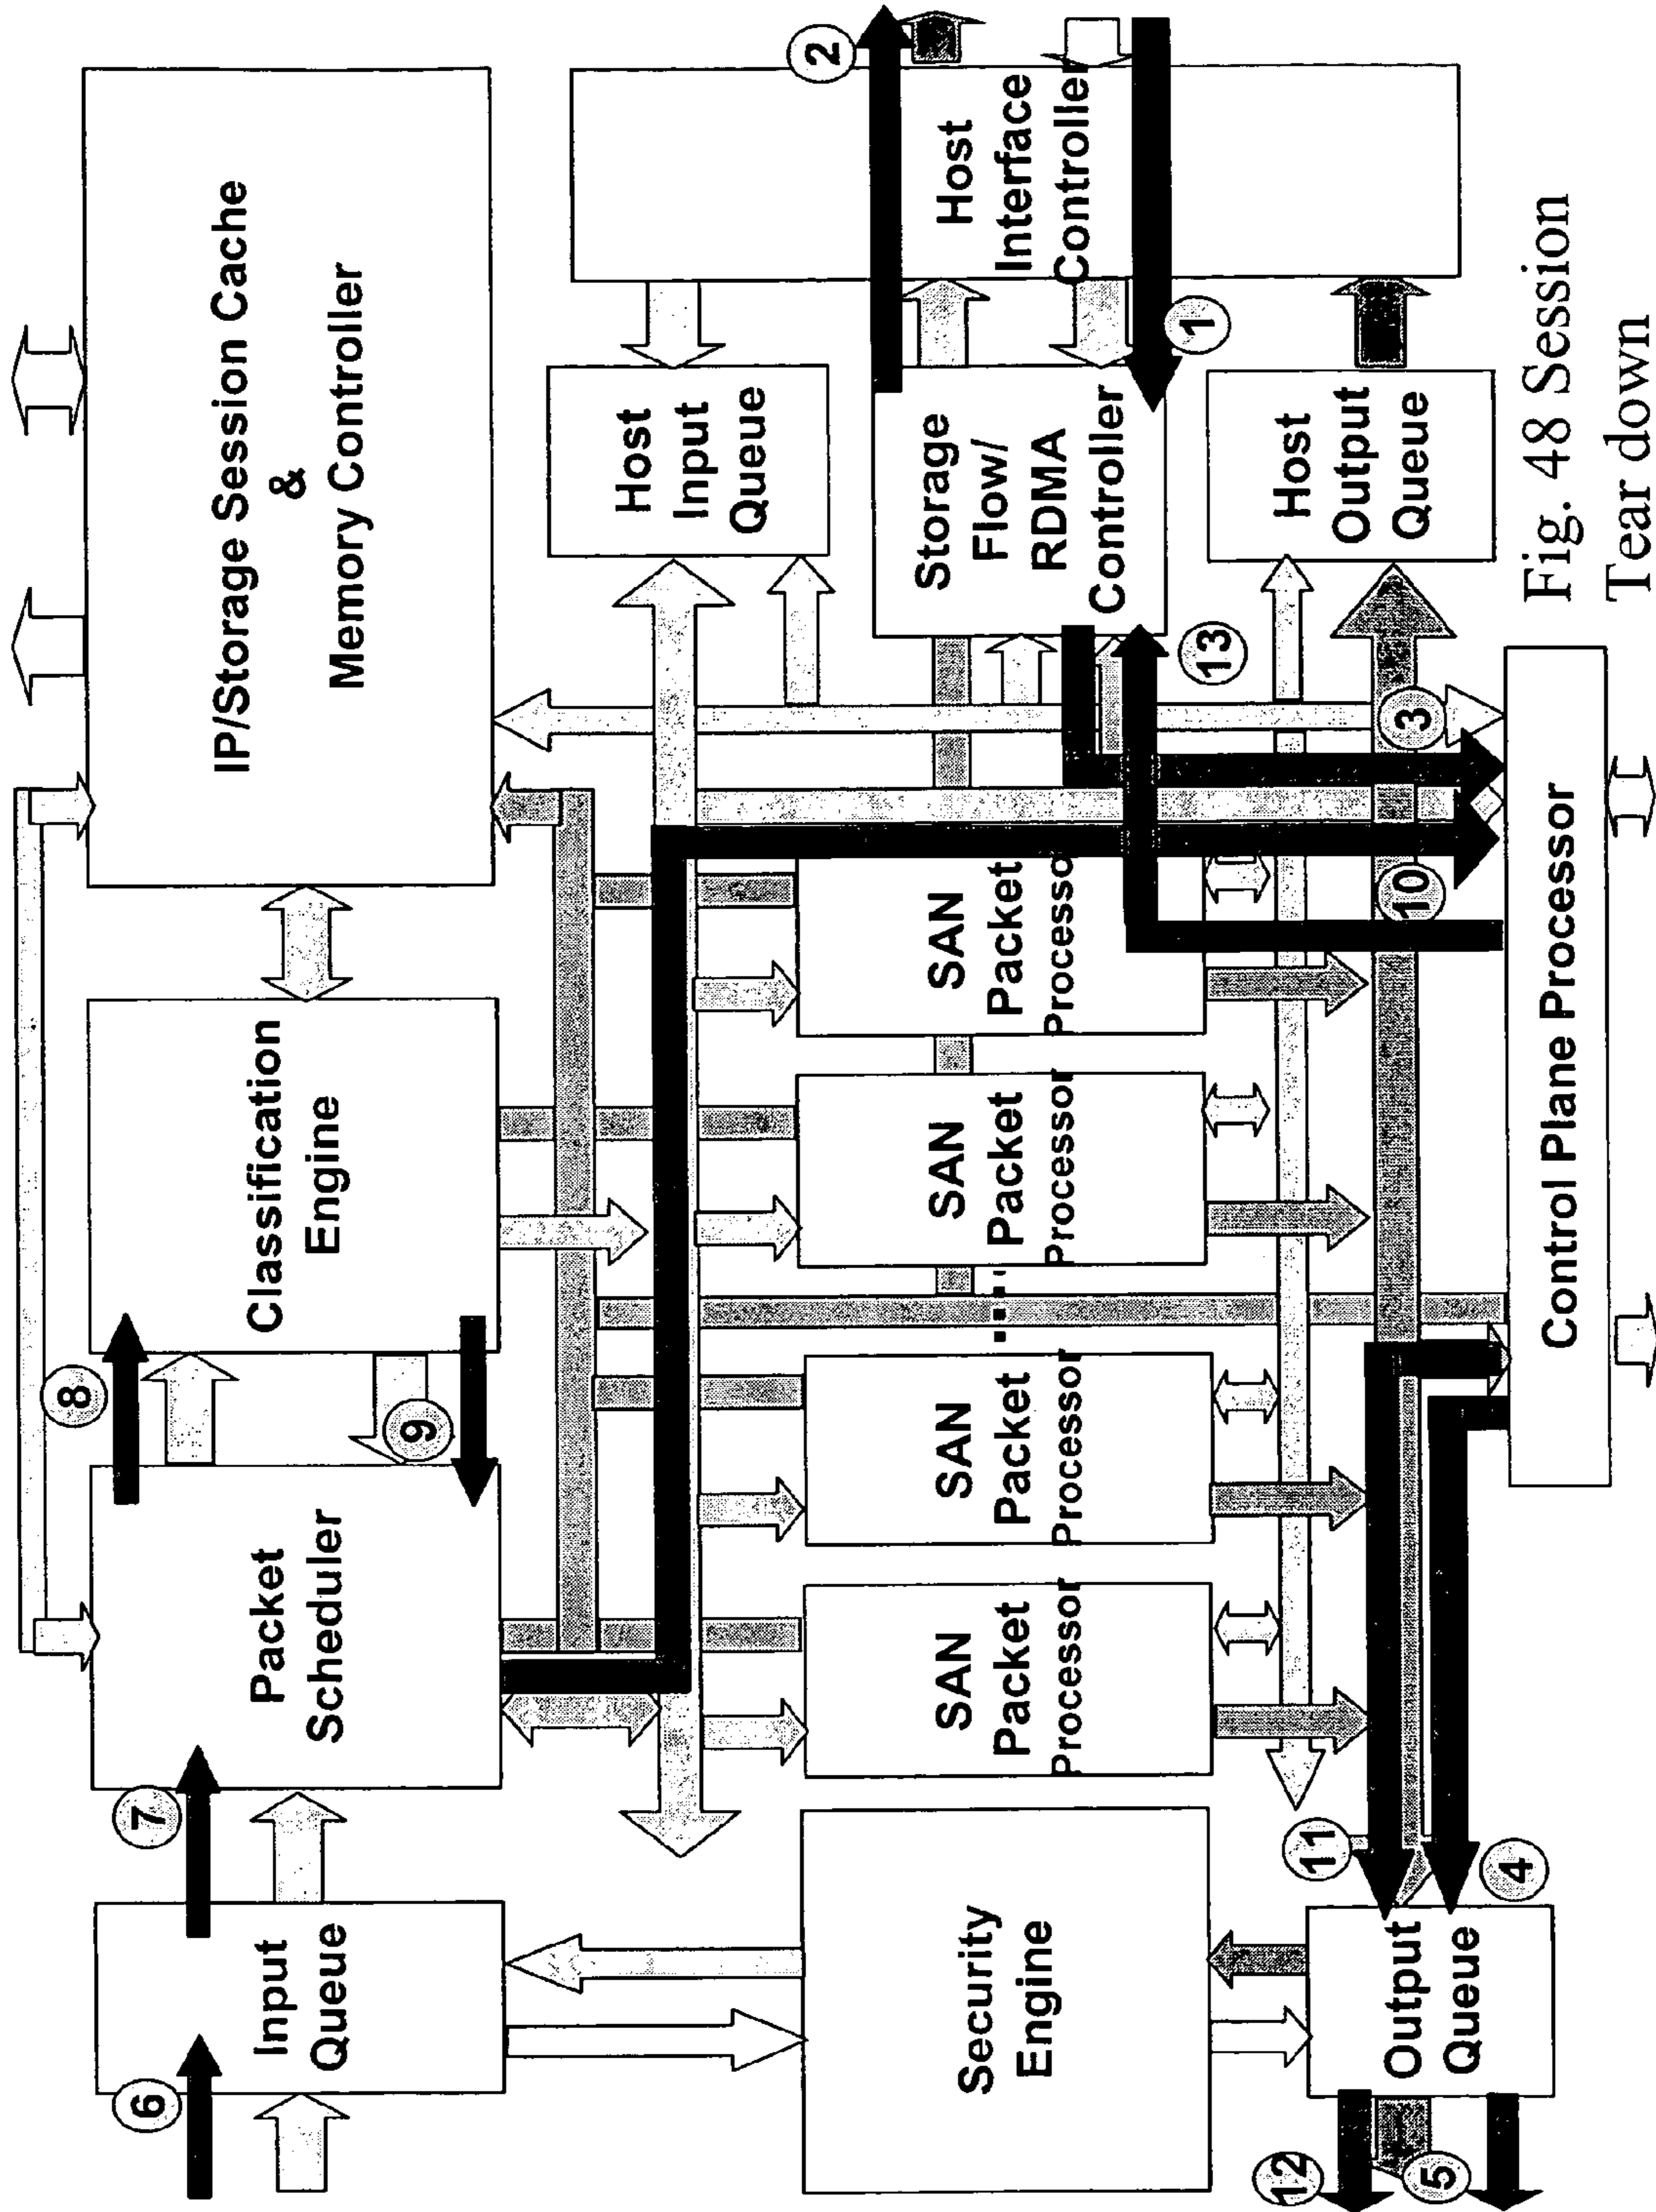 IP/Storage Session Cache
&
Memory Controller
Classification
Engine
Packet
Scheduler
Input
Queue
Host
Input
Queue
Storage
Flow/
RDMA
Controller
Host
Output
Queue
Host
Interface
Controller
SAN
Packet
Processor
SAN
Packet
Processor
SAN
Packet
Processor
SAN
Packet
Processor
Security
Engine
Output
Queue
Control Plane Processor
1
2
3
4
5
6
7
8
9
10
11
12
13
Fig. 48 Session
Tear down